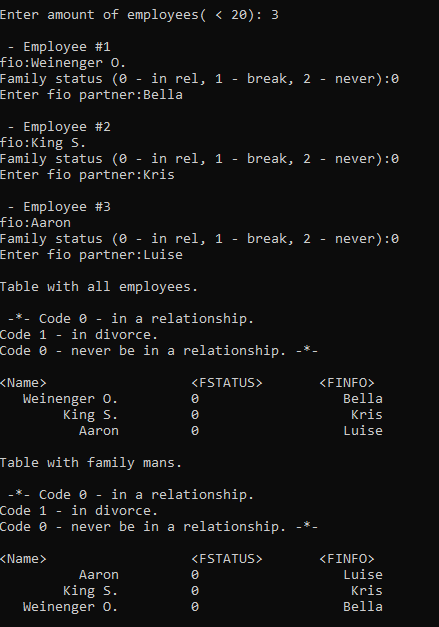 Enter amount of employees( < 20): 3
- Employee #1
fio:Weinenger O.
Family status (0 - in rel, 1 - break, 2 - never):0
Enter fio partner:Bella
- Employee #2
fio:King S.
Family status (0 - in rel, 1 - break, 2 - never):0
Enter fio partner:Kris
- Employee #3
fio:Aaron
Family status (0 - in rel, 1 - break, 2 - never):0
Enter fio partner:Luise
Table with all employees.
-*- Code 0 - in a relationship.
Code 1 - in divorce.
Code 0 - never be in a relationship. -*-
<Name> <FSTATUS> <FINFO>
Weinenger O. 0 Bella
King S. 0 Kris
Aaron 0 Luise
Table with family mans.
-*- Code 0 - in a relationship.
Code 1 - in divorce.
Code 0 - never be in a relationship. -*-
<Name> <FSTATUS> <FINFO>
Aaron 0 Luise
King S. 0 Kris
Weinenger O. 0 Bella